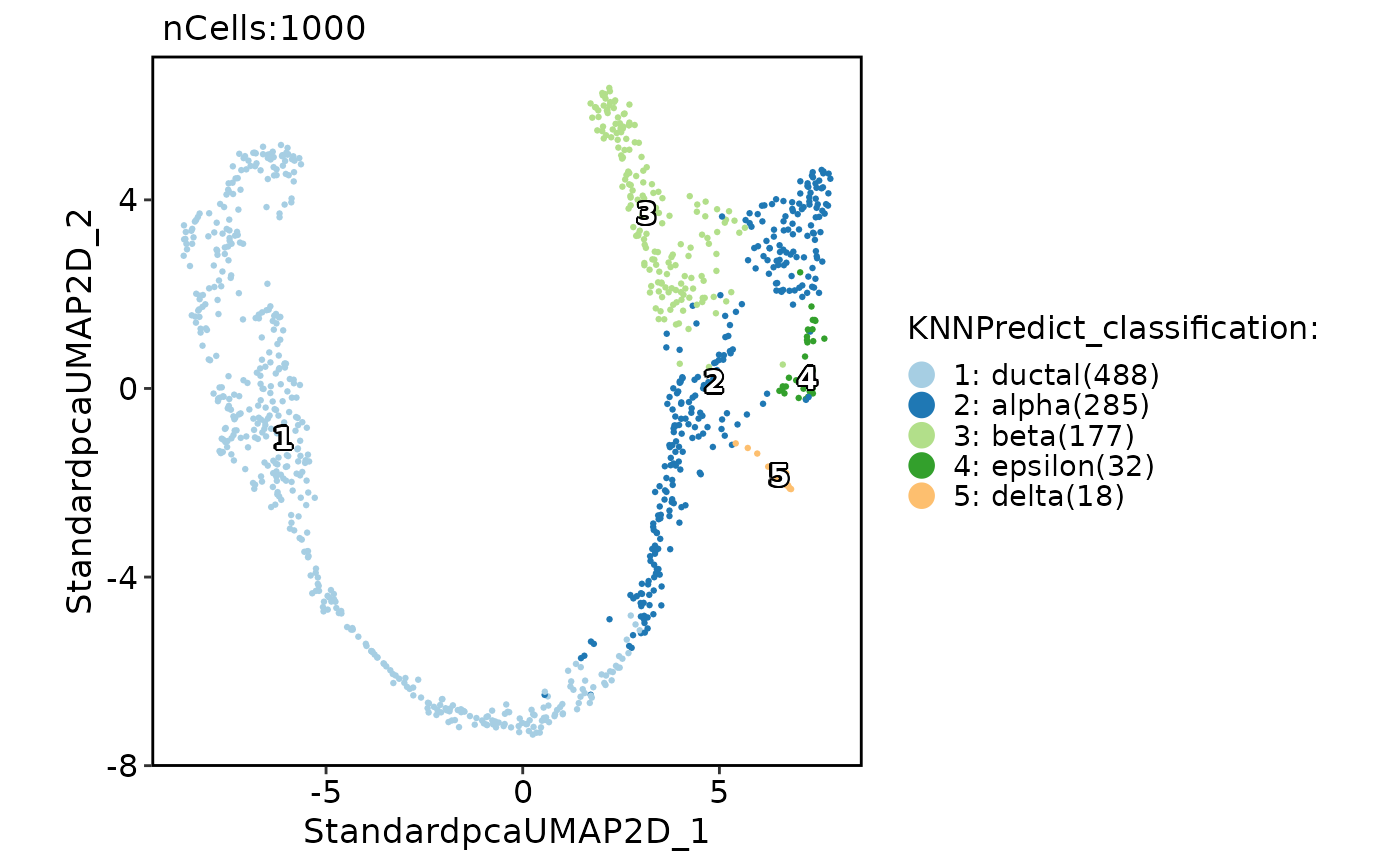 nCells:1000
StandardpcaUMAP2D_2
4
0
-4
-8
-5
0
5
StandardpcaUMAP2D_1
1
2
3
4
5
KNNPredict_classification:
1: ductal(488)
2: alpha(285)
3: beta(177)
4: epsilon(32)
5: delta(18)